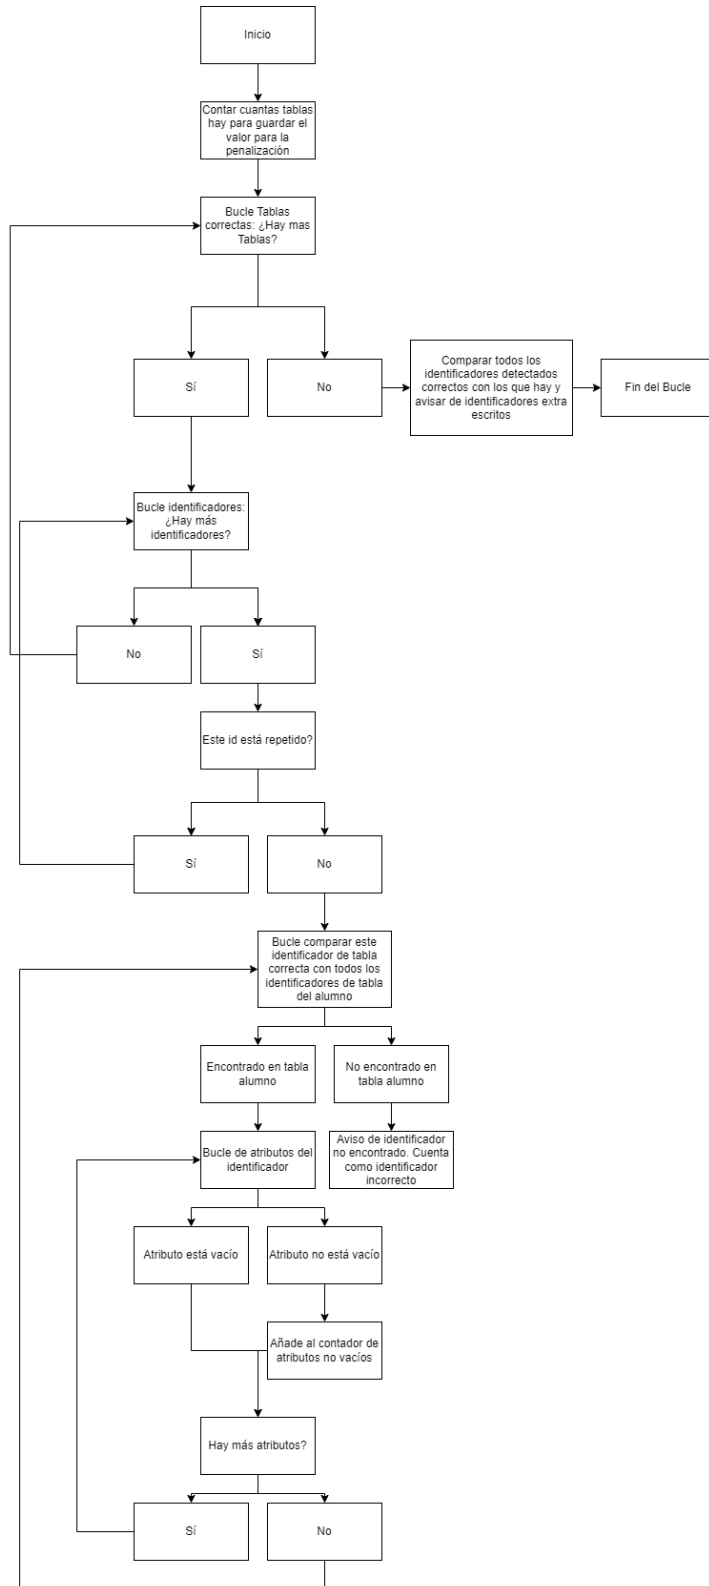 Inicio
Contar cuantas tablas
hay para guardar el
valor para la
penalización
Bucle Tablas
correctas: ¿Hay mas
Tablas?
Sí
No
Comparar todos los
identificadores
detectados
correctos con los que hay y
avisar de identificadores extra
escritos
Fin del Bucle
Bucle identificadores:
¿Hay más
identificadores?
No
Sí
Este id está repetido?
Sí
No
Bucle comparar este
identificador de tabla
correcta con todos los
identificadores de tabla
del alumno
Encontrado en tabla
alumno
No encontrado en
tabla alumno
Bucle de atributos del
identificador
Aviso de identificador
no encontrado. Cuenta
como identificador
incorrecto
Atributo está vacío
Atributo no está vacío
Añade al contador de
atributos no vacíos
Hay más atributos?
Sí
No